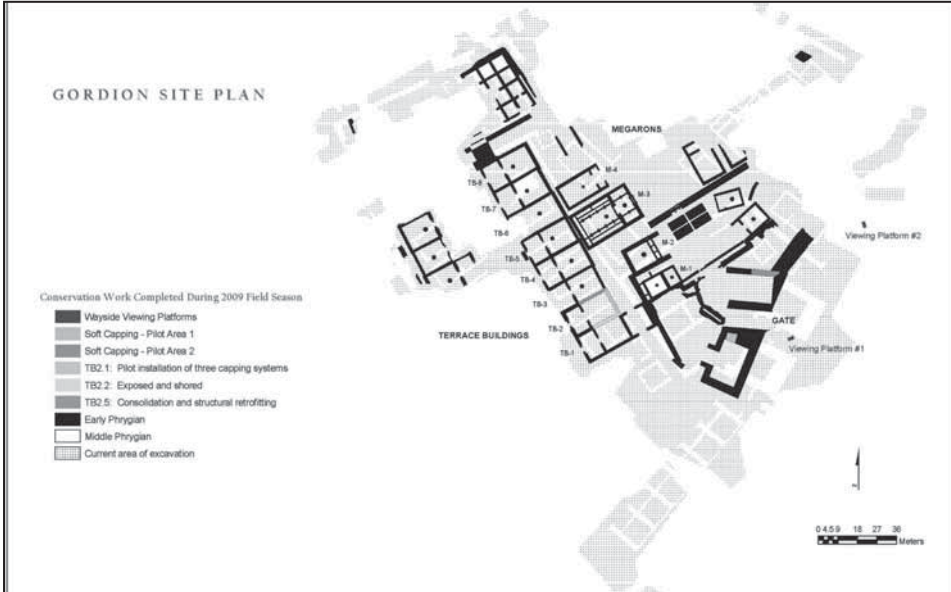 GORDION SITE PLAN
MEGARONS
M-4
M-3
TB-8
TB-7
TB-6
M-2
Viewing Platform #2
TB-5
M-1
TB-4
Conservation Work Completed During 2009 Field Season
TB-3
Wayside Viewing Platforms
GATE
Soft Capping - Pilot Area 1
TB-2
TERRACE BUILDINGS
Viewing Platform #1
Soft Capping - Pilot Area 2
TB-1
TB2.1: Pilot installation of three capping systems
TB2.2: Exposed and shored
TB2.5: Consolidation and structural retrofitting
Early Phrygian
Middle Phrygian
Current area of excavation
N
0 4.5 9 18 27 36
Meters